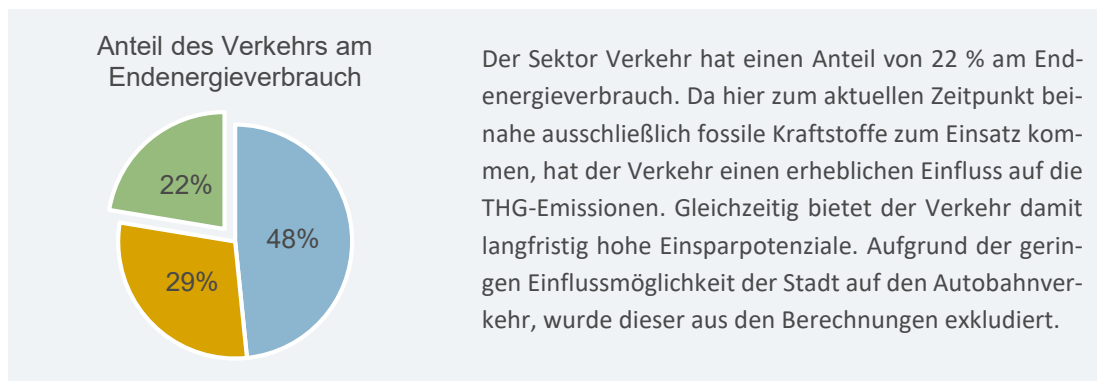 Anteil des Verkehrs am
Endenergieverbrauch
22%
48%
29%
Der Sektor Verkehr hat einen Anteil von 22 % am End-
energieverbrauch. Da hier zum aktuellen Zeitpunkt bei-
nahe ausschließlich fossile Kraftstoffe zum Einsatz kom-
men, hat der Verkehr einen erheblichen Einfluss auf die
THG-Emissionen. Gleichzeitig bietet der Verkehr damit
langfristig hohe Einsparpotenziale. Aufgrund der gerin-
gen Einflussmöglichkeit der Stadt auf den Autobahnver-
kehr, wurde dieser aus den Berechnungen exkludiert.